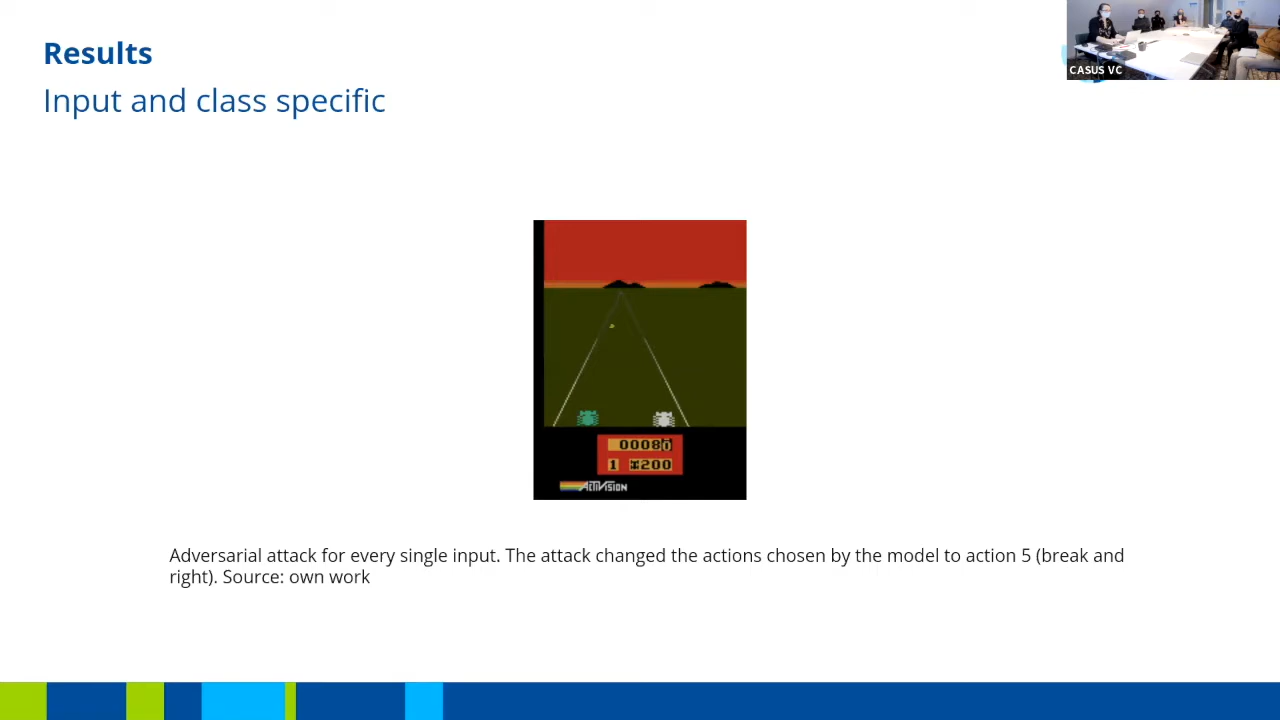 Results
CASUS VC
Input and class specific
00080
1 200
ACTIVISION
Adversarial attack for every single input. The attack changed the actions chosen by the model to action 5 (break and
right). Source: own work